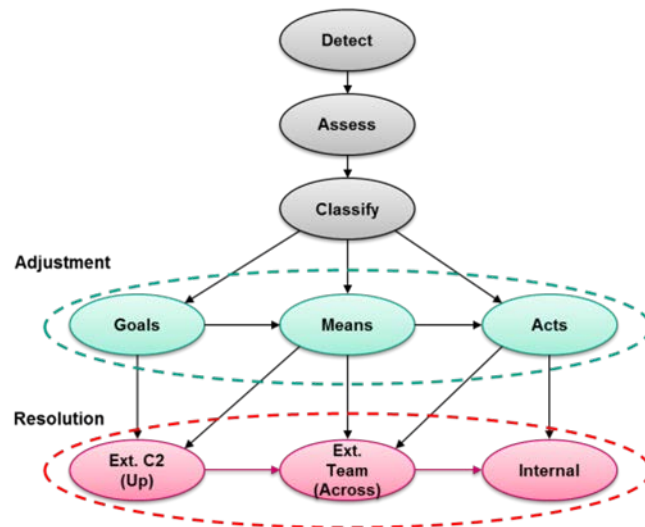 Detect
Assess
Classify
Adjustment
Goals
Means
Acts
Resolution
Ext. C2
(Up)
Ext.
Team
(Across)
Internal